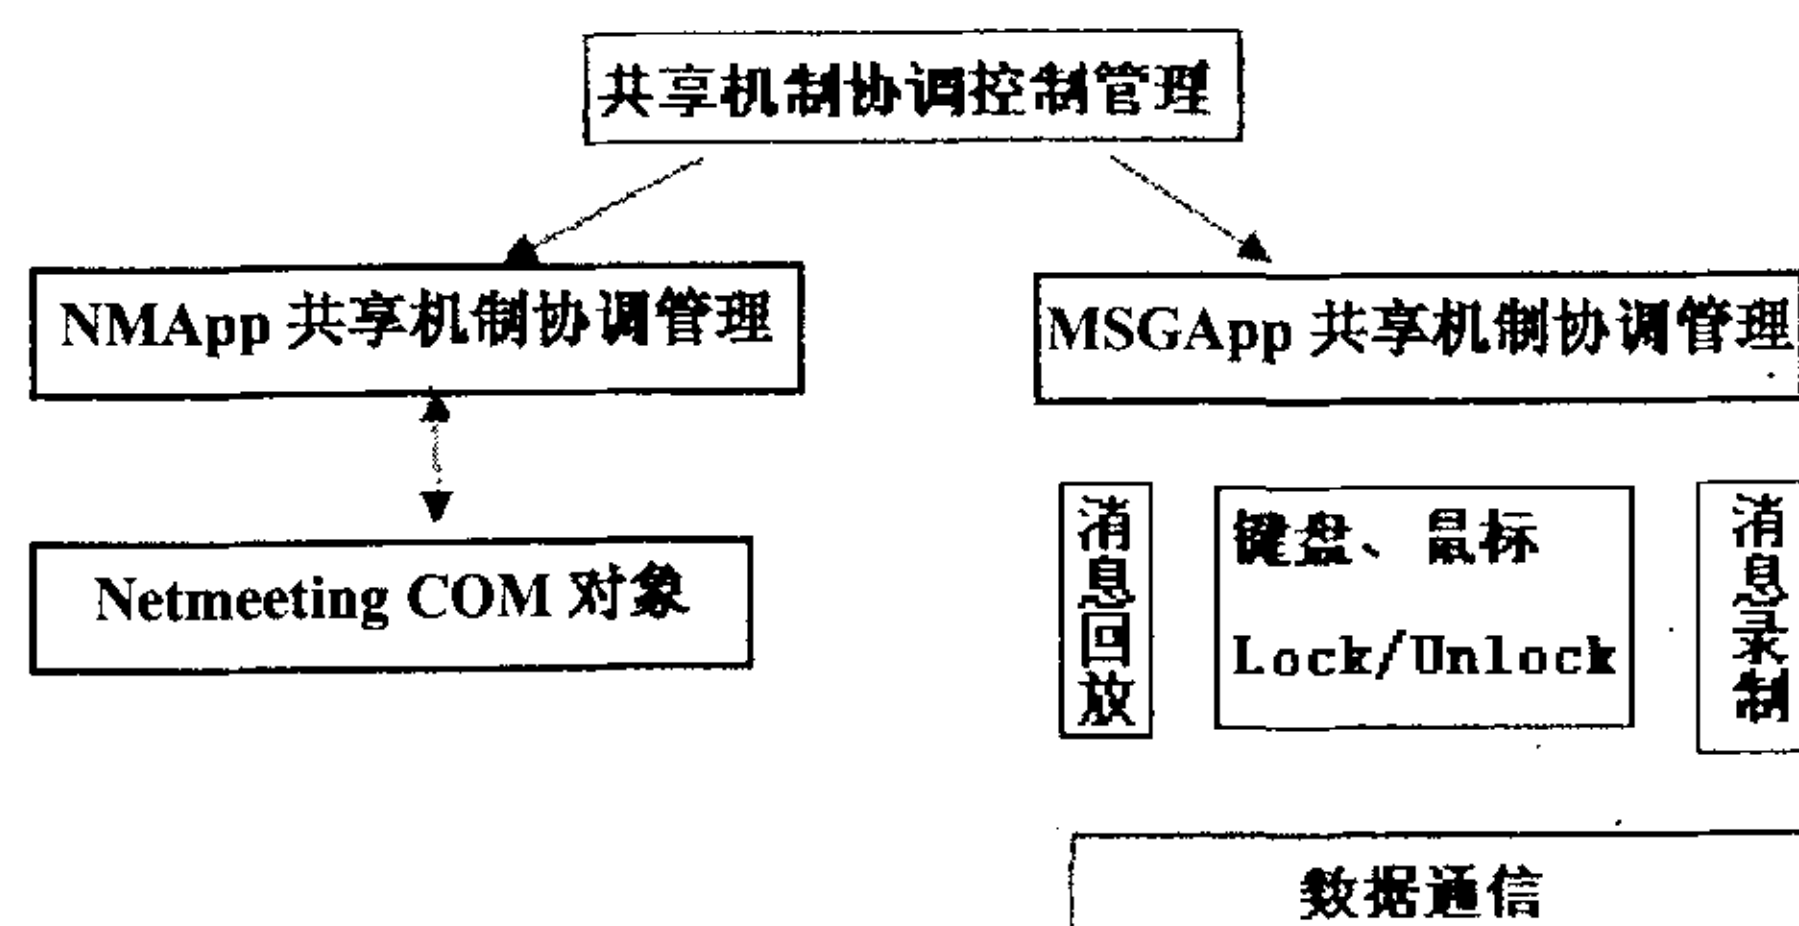 共享机制协调控制管理
NMApp 共享机制协调管理
MSGApp 共享机制协调管理
Netmeeting COM 对象
消息回放
键盘、鼠标
Lock/Unlock
消息录制
数据通信